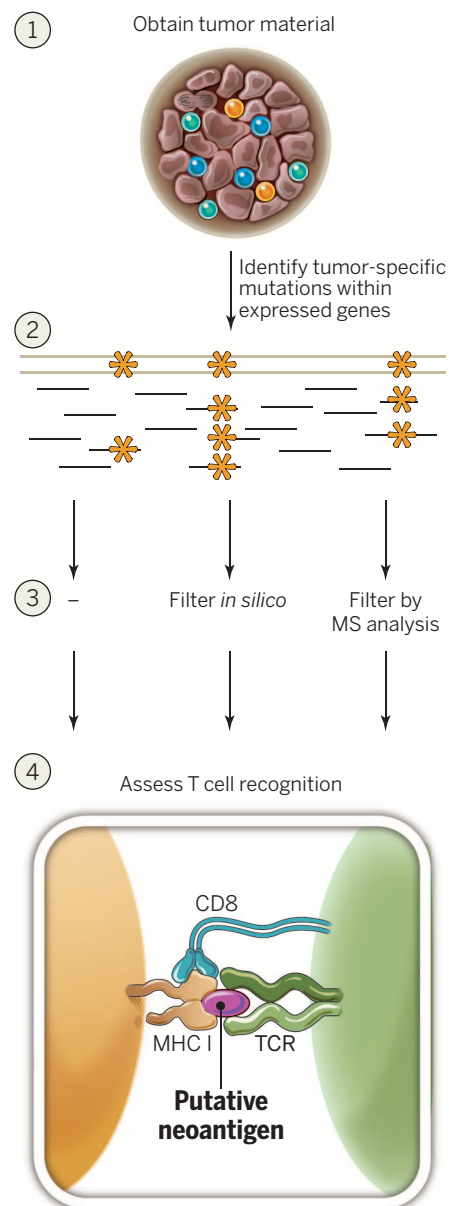 1
Obtain tumor material
Identify tumor-specific
mutations within
expressed genes
2
3
–
Filter in silico
Filter by
MS analysis
4
Assess T cell recognition
CD8
MHC I
TCR
Putative
neoantigen